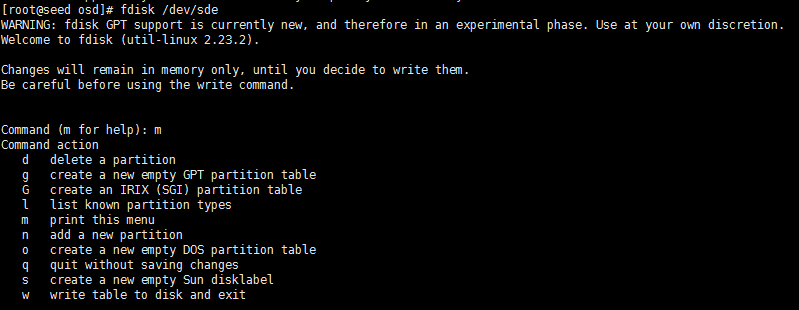 [root@seed osd]# fdisk /dev/sde
WARNING: fdisk GPT support is currently new, and therefore in an experimental phase. Use at your own discretion.
Welcome to fdisk (util-linux 2.23.2).

Changes will remain in memory only, until you decide to write them.
Be careful before using the write command.


Command (m for help): m
Command action
   d   delete a partition
   g   create a new empty GPT partition table
   G   create an IRIX (SGI) partition table
   l   list known partition types
   m   print this menu
   n   add a new partition
   o   create a new empty DOS partition table
   q   quit without saving changes
   s   create a new empty Sun disklabel
   w   write table to disk and exit